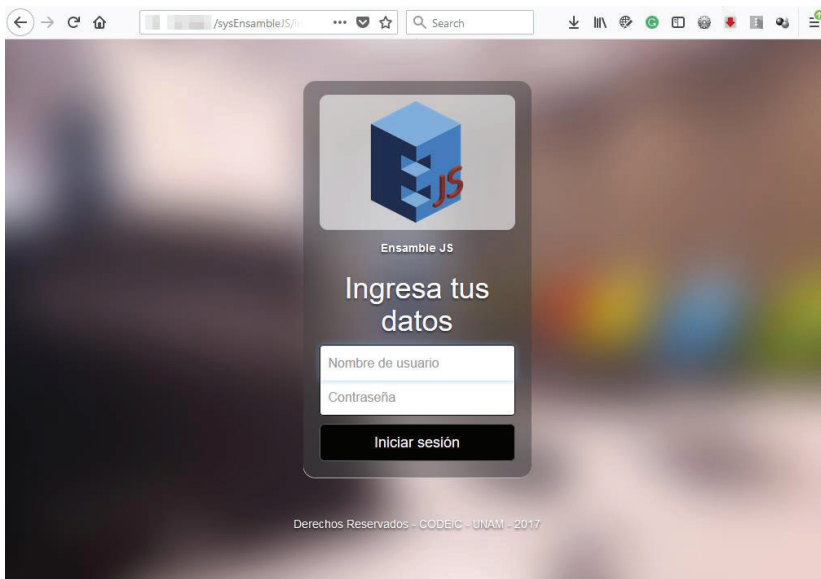 /sysEnsambleJS/
Search
JS
Ensamble JS
Ingresa tus
datos
Nombre de usuario
Contraseña
Iniciar sesión
Derechos Reservados - CODEIC - UNAM - 2017